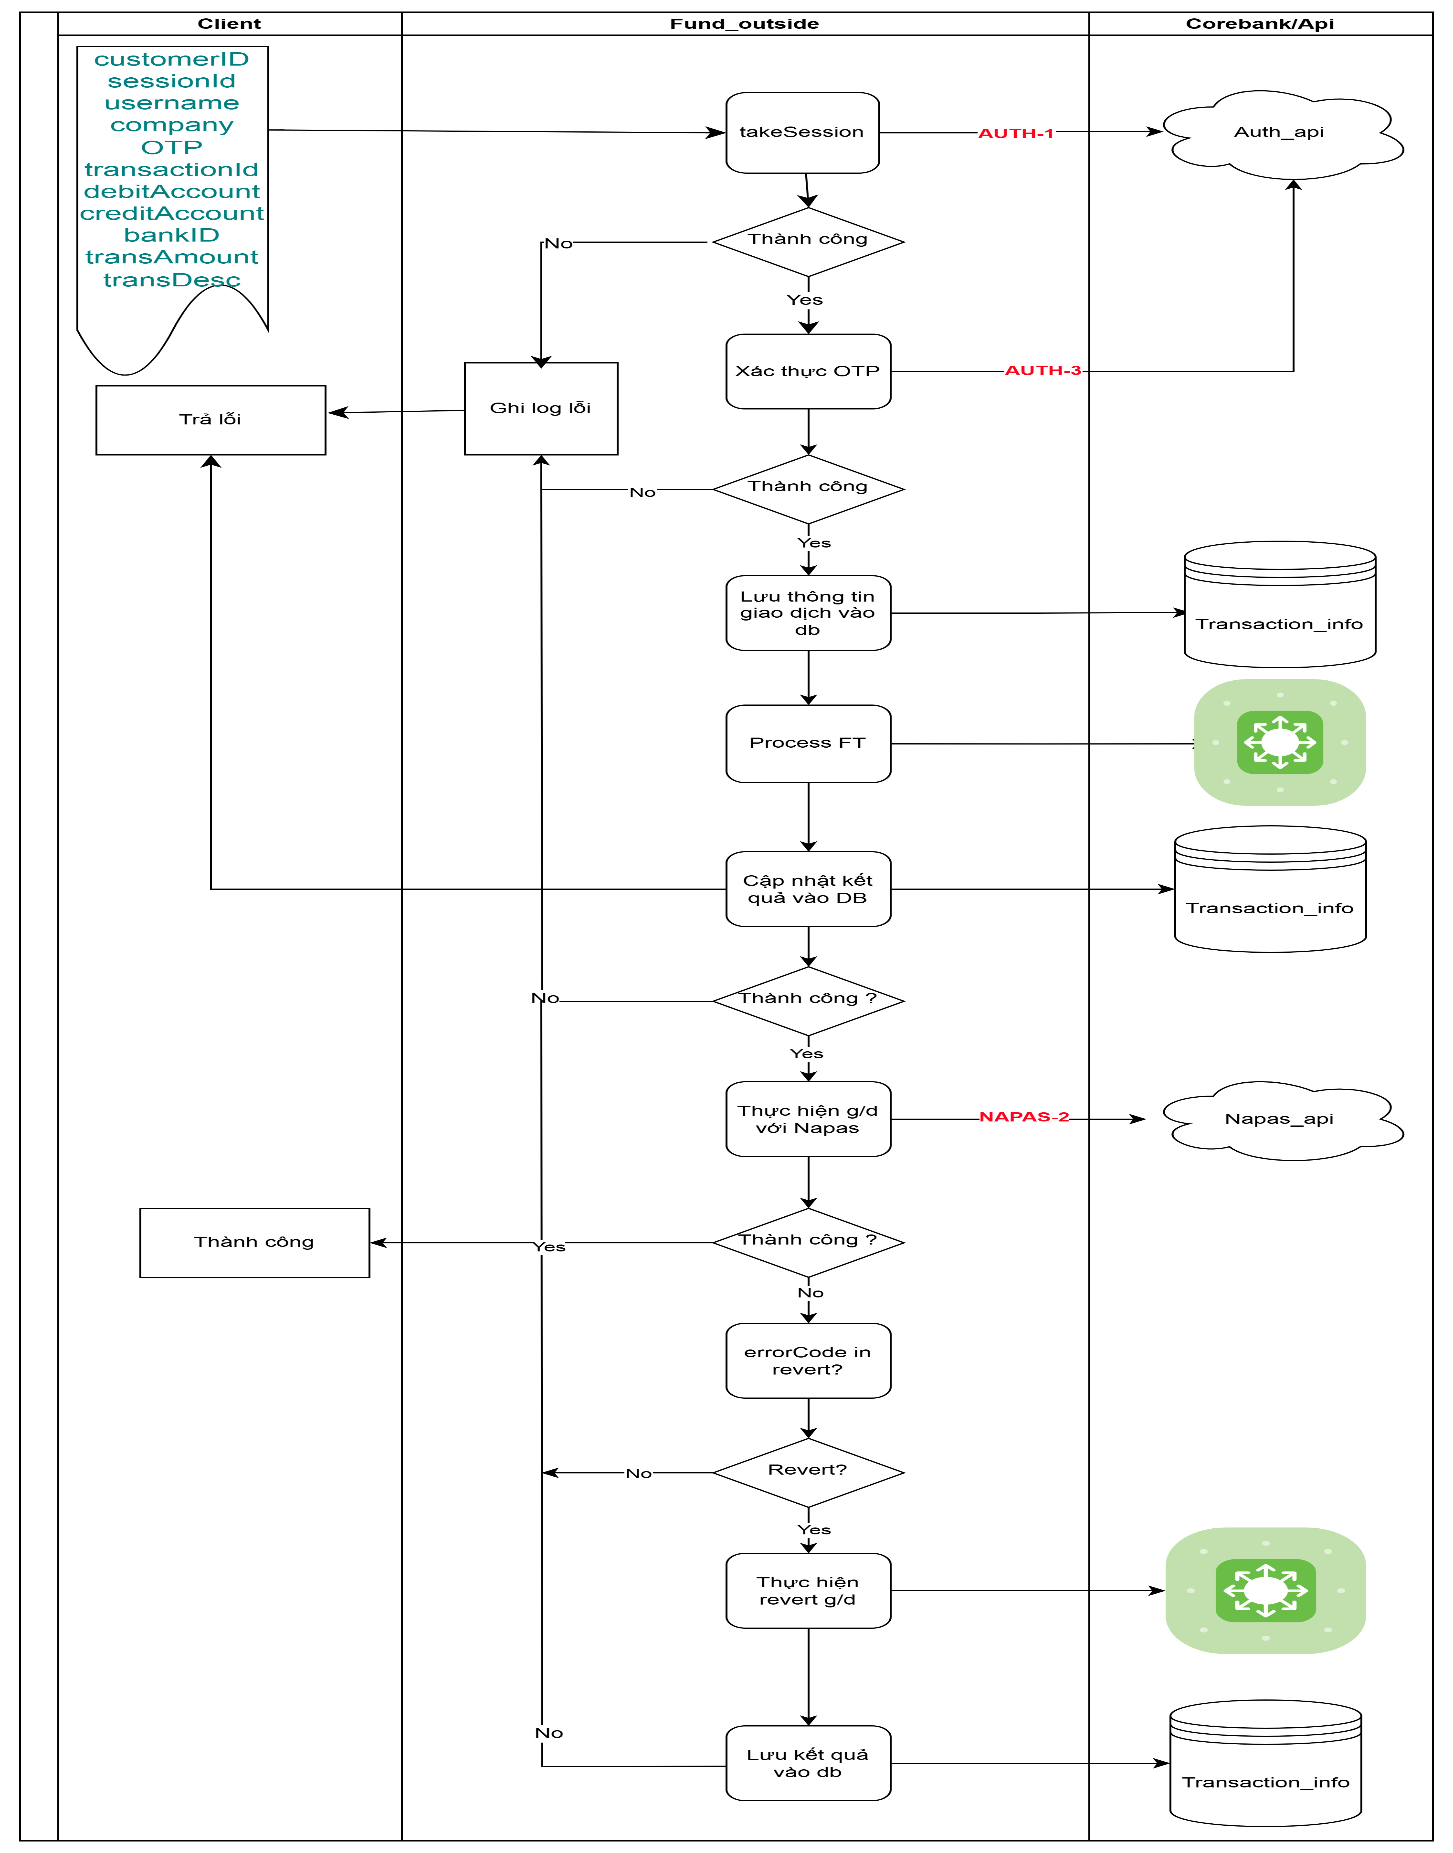 Client
Fund_outside
Corebank/Api
customerID
sessionId
username
company
OTP
transactionId
debitAccount
creditAccount
bankID
transAmount
transDesc
takeSession
AUTH-1
Auth_api
Thành công
No
Yes
Xác thực OTP
AUTH-3
Ghi log lỗi
Trả lỗi
Thành công
No
Yes
Lưu thông tin
giao dịch vào
db
Transaction_info
Process FT
Cập nhật kết
quả vào DB
Transaction_info
Thành công ?
No
Yes
Thực hiện g/d
với Napas
NAPAS-2
Napas_api
Thành công ?
Yes
Thành công
No
errorCode in
revert?
Revert?
No
Yes
Thực hiện
revert g/d
No
Lưu kết quả
vào db
Transaction_info